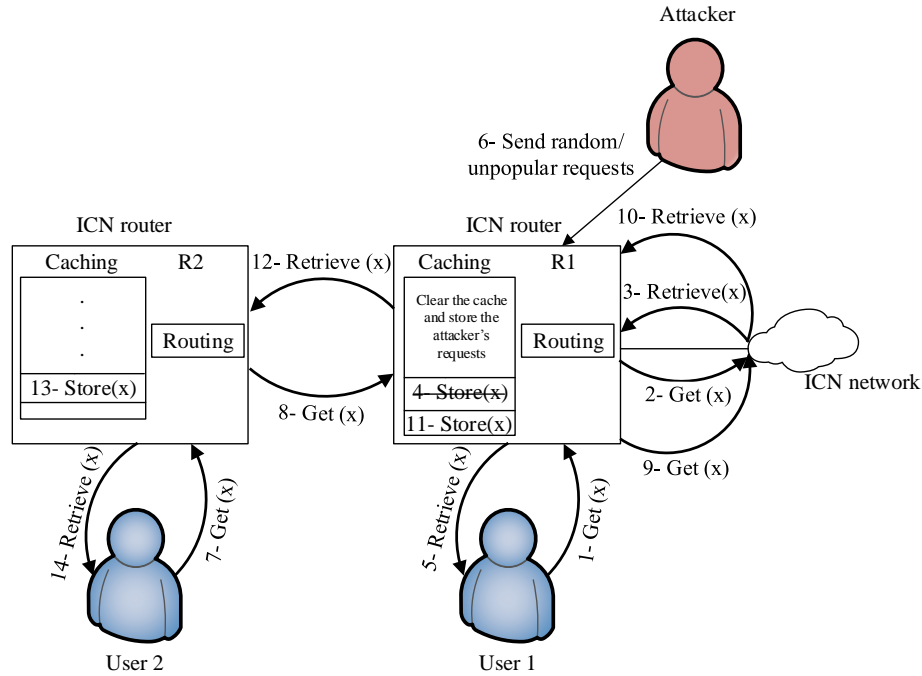 Attacker
6- Send random/
unpopular requests
ICN router
ICN router
10- Retrieve (x)
Caching
R2
12- Retrieve (x)
Caching
R1
3- Retrieve(x)
.
.
.
Clear the cache
and store the
attacker's
requests
Routing
Routing
ICN network
13- Store(x)
4- Store(x)
2- Get (x)
8- Get (x)
11- Store(x)
9- Get (x)
14- Retrieve (x)
7- Get (x)
5- Retrieve (x)
1- Get (x)
User 2
User 1